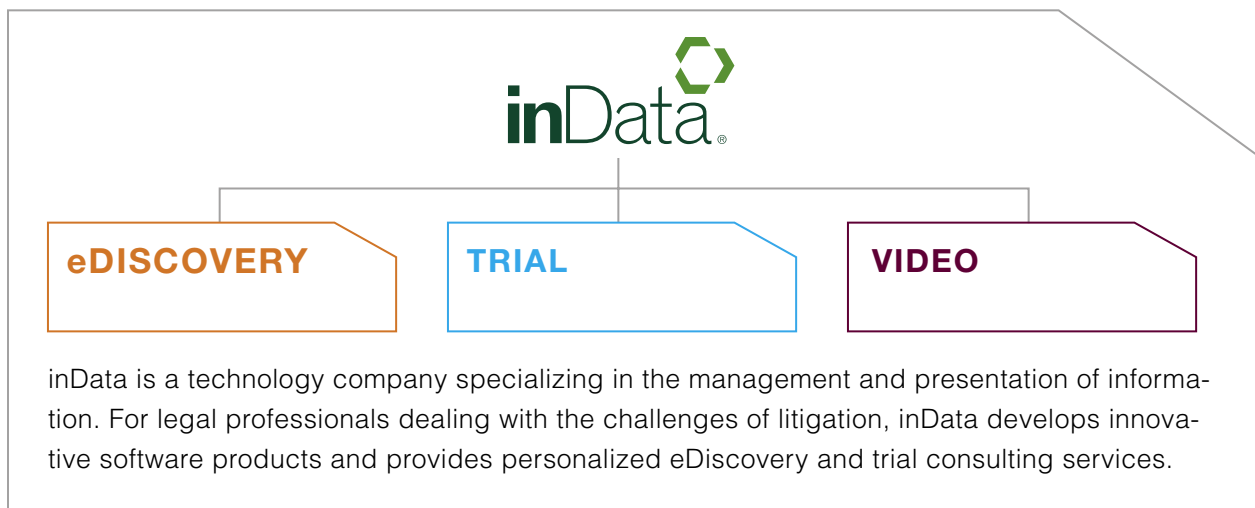 inData®
eDISCOVERY
TRIAL
VIDEO
inData is a technology company specializing in the management and presentation of informa-
tion. For legal professionals dealing with the challenges of litigation, inData develops innova-
tive software products and provides personalized eDiscovery and trial consulting services.